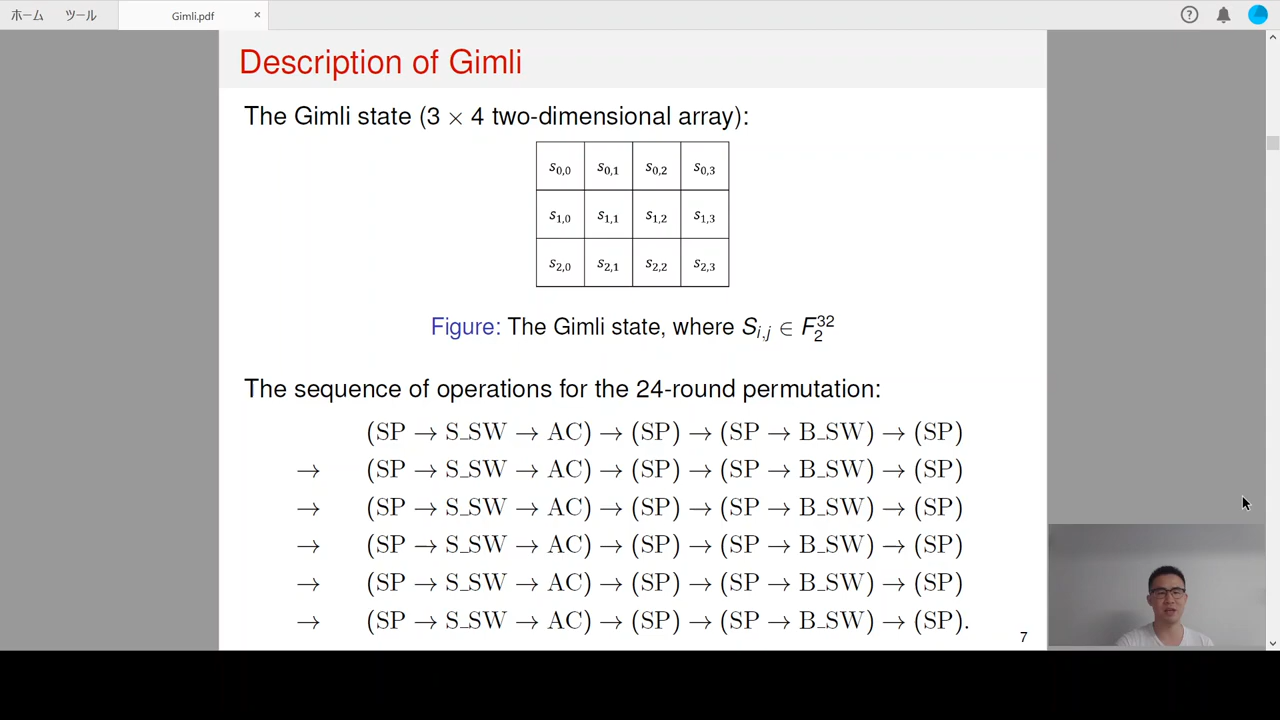 ホーム ツール Gimli.pdf ×
Description of Gimli
The Gimli state (3 × 4 two-dimensional array):
s0,0 s0,1 s0,2 s0,3
s1,0 s1,1 s1,2 s1,3
s2,0 s2,1 s2,2 s2,3
Figure: The Gimli state, where Si,j ∈ F2^32
The sequence of operations for the 24-round permutation:
(SP → S_SW → AC) → (SP) → (SP → B_SW) → (SP)
→ (SP → S_SW → AC) → (SP) → (SP → B_SW) → (SP)
→ (SP → S_SW → AC) → (SP) → (SP → B_SW) → (SP)
→ (SP → S_SW → AC) → (SP) → (SP → B_SW) → (SP)
→ (SP → S_SW → AC) → (SP) → (SP → B_SW) → (SP)
→ (SP → S_SW → AC) → (SP) → (SP → B_SW) → (SP).
7